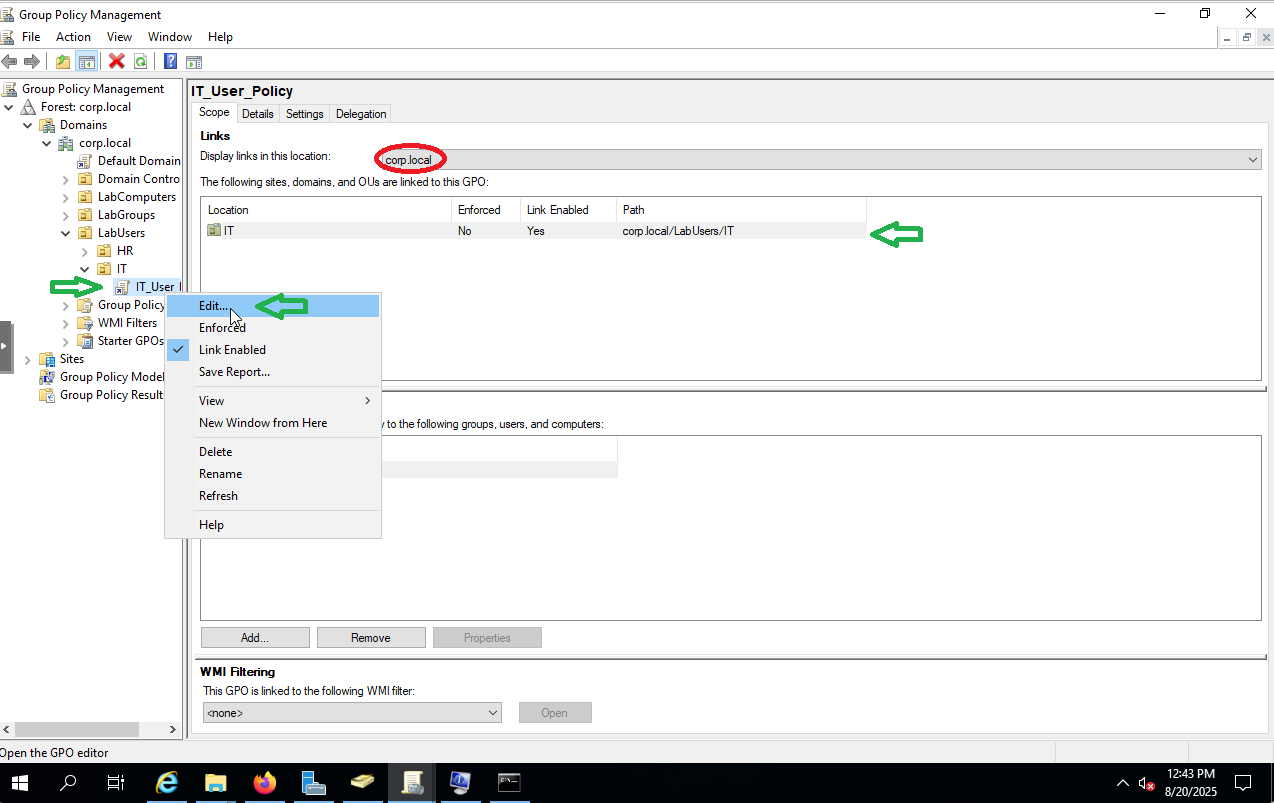 Group Policy Management
File Action View Window Help
Group Policy Management
Forest: corp.local
Domains
corp.local
Default Domain
Domain Contro
LabComputers
LabGroups
LabUsers
HR
IT
IT_User
Group Policy
WMI Filters
Starter GPOs
Sites
Group Policy Model
Group Policy Result
IT_User_Policy
Scope Details Settings Delegation
Links
Display links in this location: corp.local
The following sites, domains, and OUs are linked to this GPO:
Location Enforced Link Enabled Path
IT No Yes corp.local/LabUsers/IT
Edit...
Enforced
Link Enabled
Save Report...
View
New Window from Here
Delete
Rename
Refresh
Help
to the following groups, users, and computers:
Add... Remove Properties
WMI Filtering
This GPO is linked to the following WMI filter:
<none> Open
Open the GPO editor
12:43 PM
8/20/2025